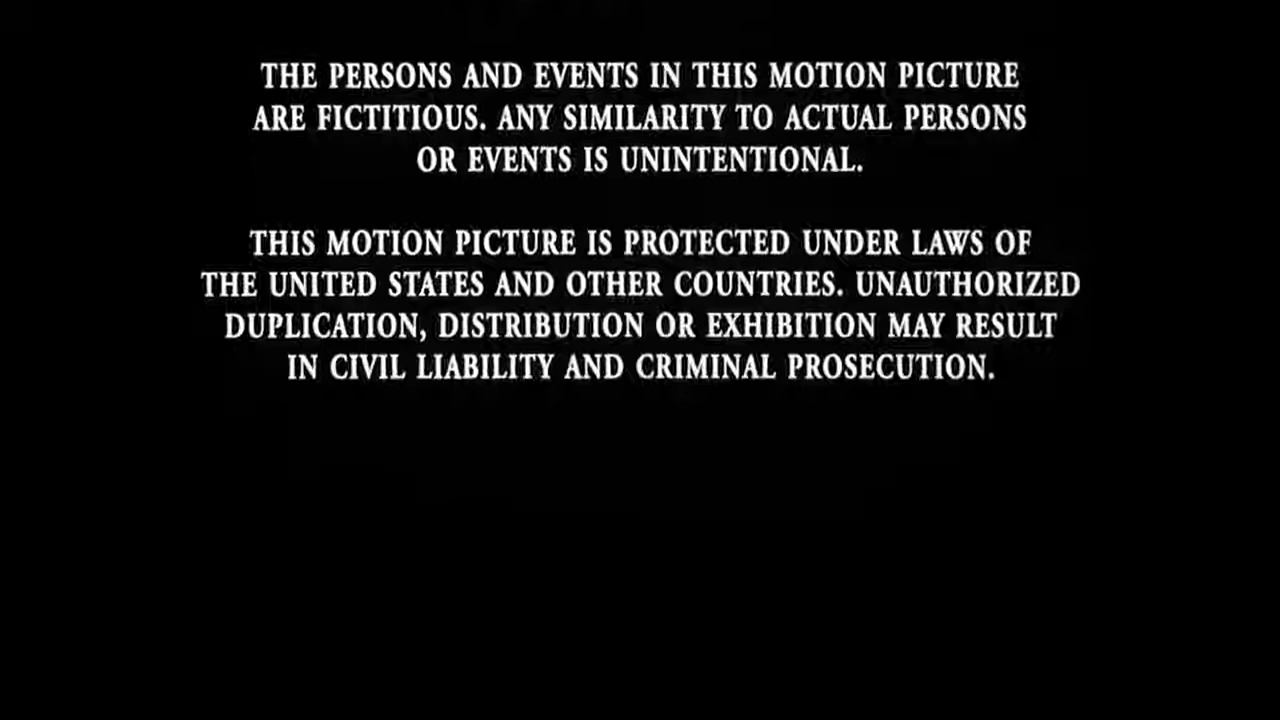 THE PERSONS AND EVENTS IN THIS MOTION PICTURE
ARE FICTITIOUS. ANY SIMILARITY TO ACTUAL PERSONS
OR EVENTS IS UNINTENTIONAL.
THIS MOTION PICTURE IS PROTECTED UNDER LAWS OF
THE UNITED STATES AND OTHER COUNTRIES. UNAUTHORIZED
DUPLICATION, DISTRIBUTION OR EXHIBITION MAY RESULT
IN CIVIL LIABILITY AND CRIMINAL PROSECUTION.